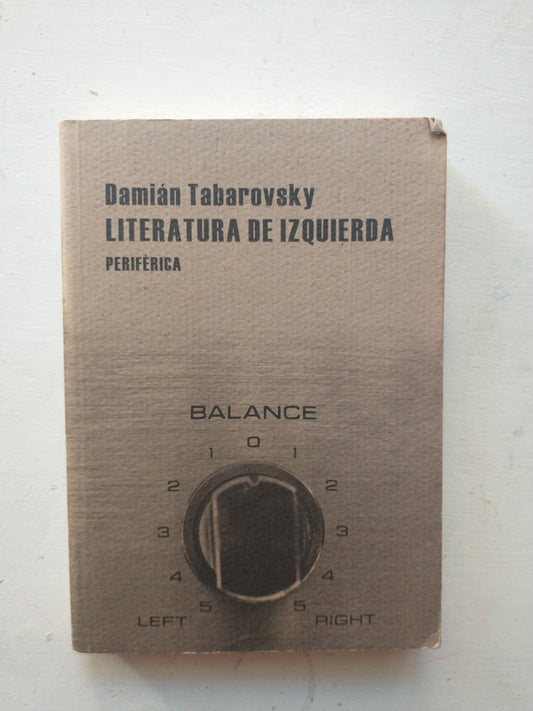 Damián Tabarovsky
LITERATURA DE IZQUIERDA
PERIFÉRICA
BALANCE
0
1 1
2 2
3 3
4 4
5 5
LEFT RIGHT